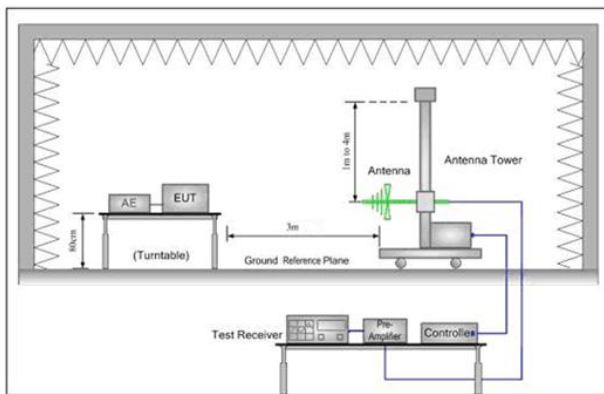 1m to 4m
Antenna
Antenna Tower
AE
EUT
80cm
(Turntable)
3m
Ground Reference Plane
Test Receiver
Pre-
Amplifier
Controller